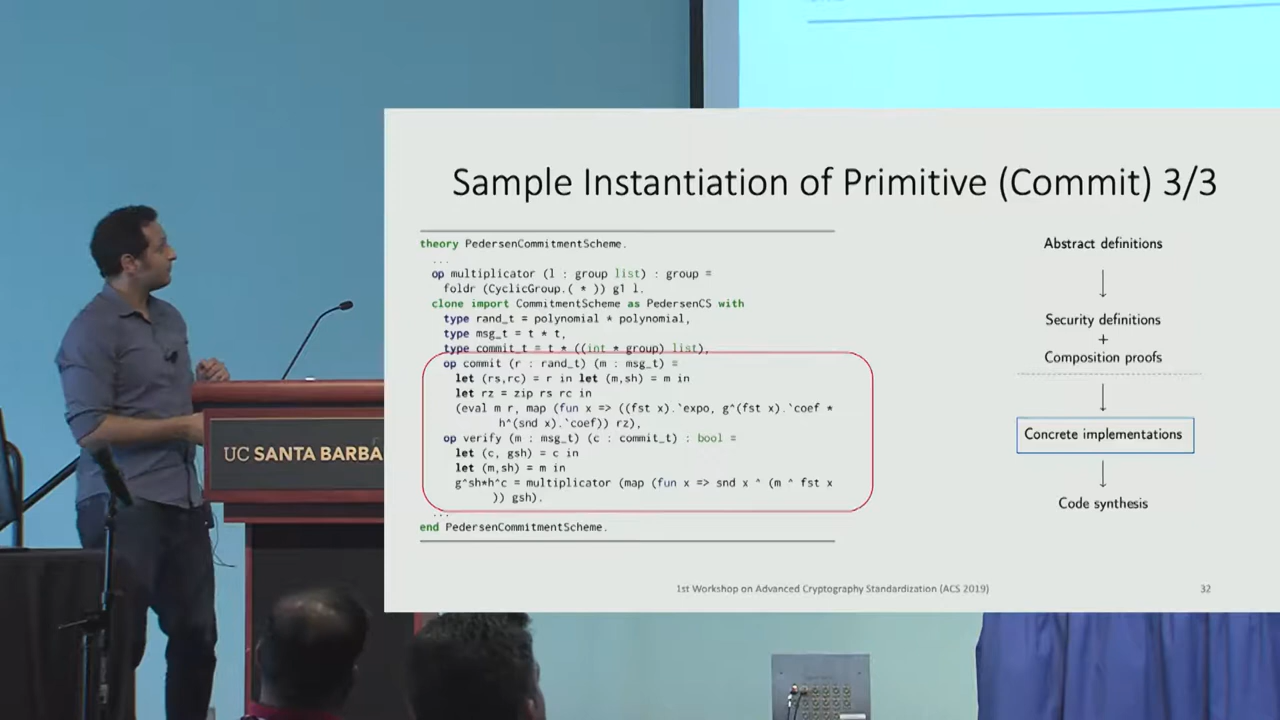 Sample Instantiation of Primitive (Commit) 3/3
theory PedersenCommitmentScheme.
...
op multiplicator (l : group list) : group =
foldr (CyclicGroup.( * )) g1 l.
clone import CommitmentScheme as PedersenCS with
type rand_t = polynomial * polynomial,
type msg_t = t * t,
type commit_t = t * ((int * group) list),
op commit (r : rand_t) (m : msg_t) =
let (rs,rc) = r in let (m,sh) = m in
let rz = zip rs rc in
(eval m r, map (fun x => ((fst x).`expo, g^(fst x).`coef *
h^(snd x).`coef)) rz),
op verify (m : msg_t) (c : commit_t) : bool =
let (c, gsh) = c in
let (m,sh) = m in
g^sh*h^c = multiplicator (map (fun x => snd x ^ (m ^ fst x
)) gsh).
...
end PedersenCommitmentScheme.
Abstract definitions
Security definitions
+
Composition proofs
Concrete implementations
Code synthesis
1st Workshop on Advanced Cryptography Standardization (ACS 2019)
32
UC SANTA BARBA